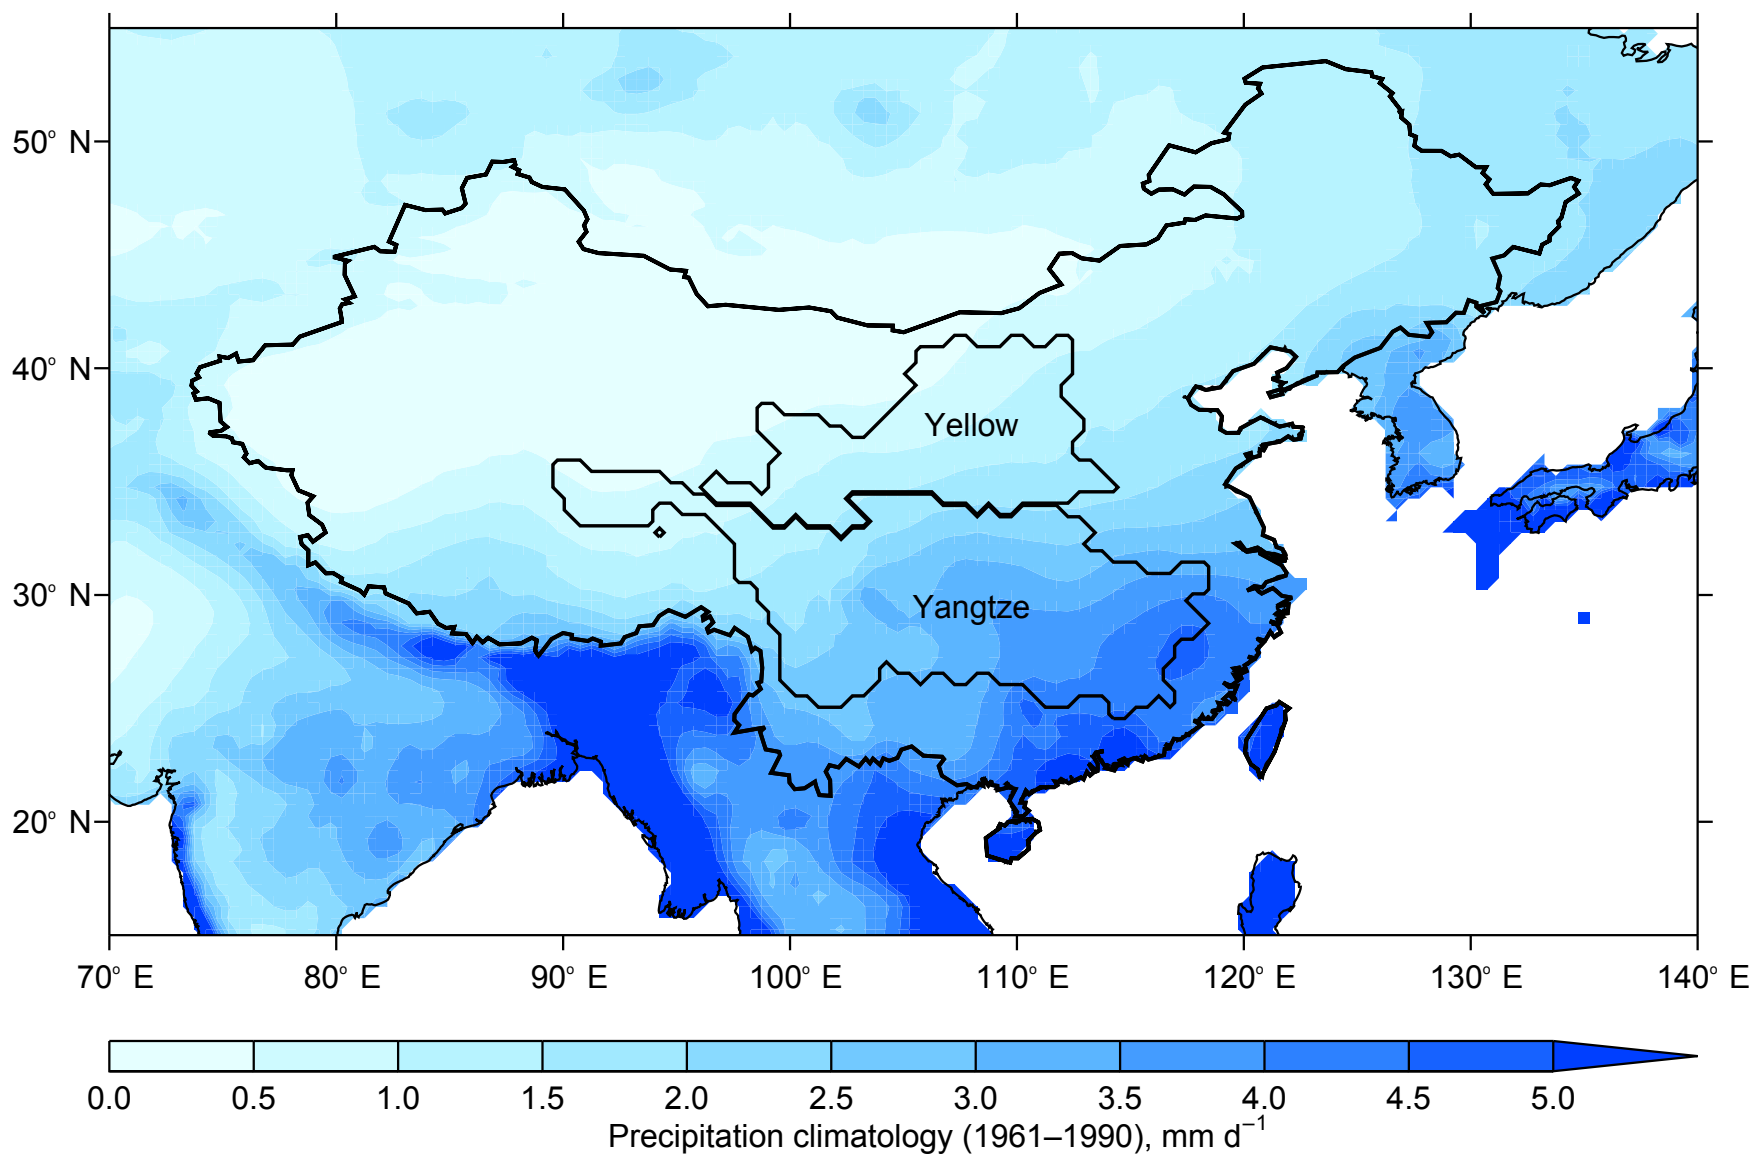 50° N
40° N
30° N
20° N
Yellow
Yangtze
70° E 80° E 90° E 100° E 110° E 120° E 130° E 140° E
0.0 0.5 1.0 1.5 2.0 2.5 3.0 3.5 4.0 4.5 5.0
Precipitation climatology (1961–1990), mm d⁻¹